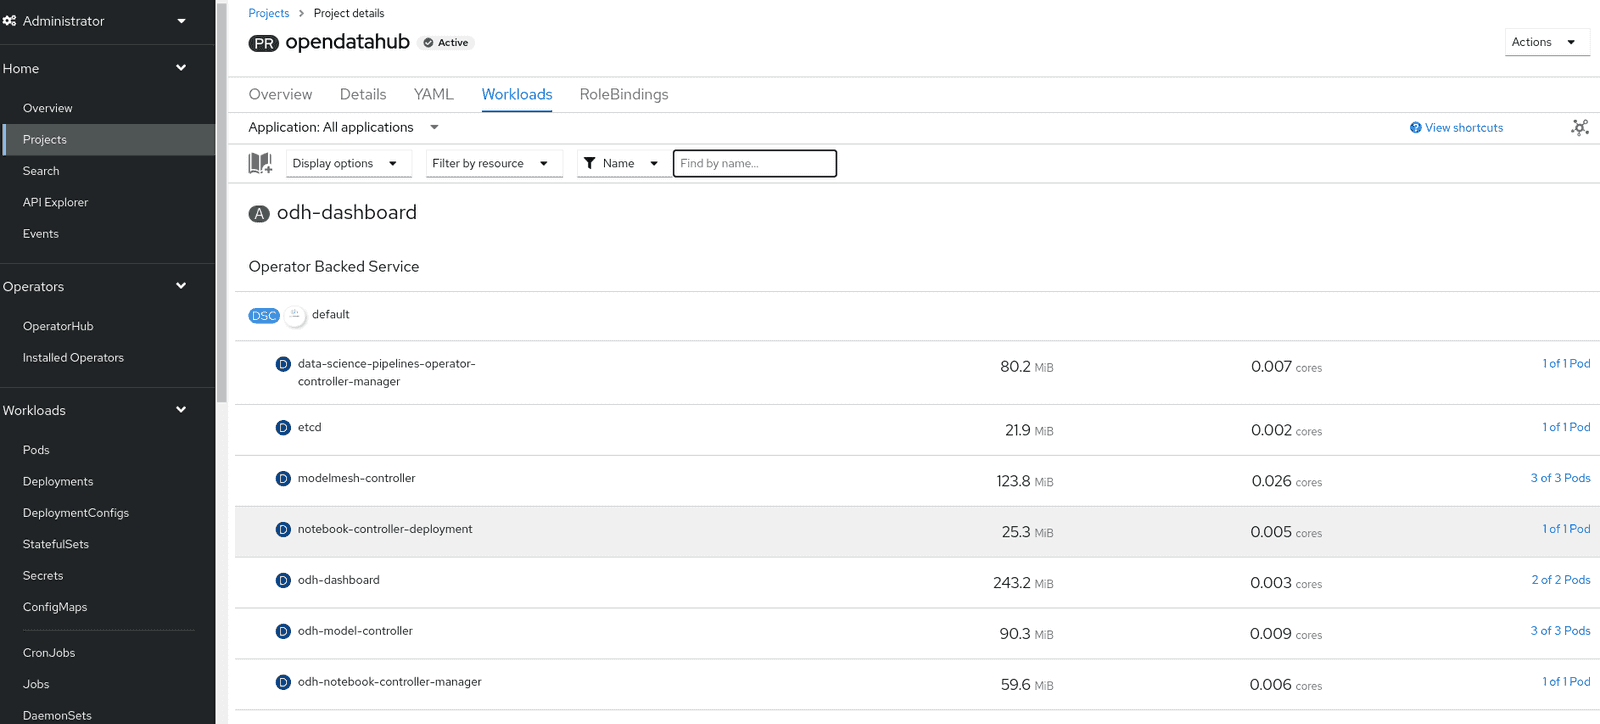 Administrator
Home
Overview
Projects
Search
API Explorer
Events
Operators
OperatorHub
Installed Operators
Workloads
Pods
Deployments
DeploymentConfigs
StatefulSets
Secrets
ConfigMaps
CronJobs
Jobs
DaemonSets
Projects > Project details
PR opendatahub Active
Actions
Overview Details YAML Workloads RoleBindings
Application: All applications
View shortcuts
Display options Filter by resource Name Find by name...
A odh-dashboard
Operator Backed Service
DSC default
D data-science-pipelines-operator-
controller-manager 80.2 MiB 0.007 cores 1 of 1 Pod
D etcd 21.9 MiB 0.002 cores 1 of 1 Pod
D modelmesh-controller 123.8 MiB 0.026 cores 3 of 3 Pods
D notebook-controller-deployment 25.3 MiB 0.005 cores 1 of 1 Pod
D odh-dashboard 243.2 MiB 0.003 cores 2 of 2 Pods
D odh-model-controller 90.3 MiB 0.009 cores 3 of 3 Pods
D odh-notebook-controller-manager 59.6 MiB 0.006 cores 1 of 1 Pod